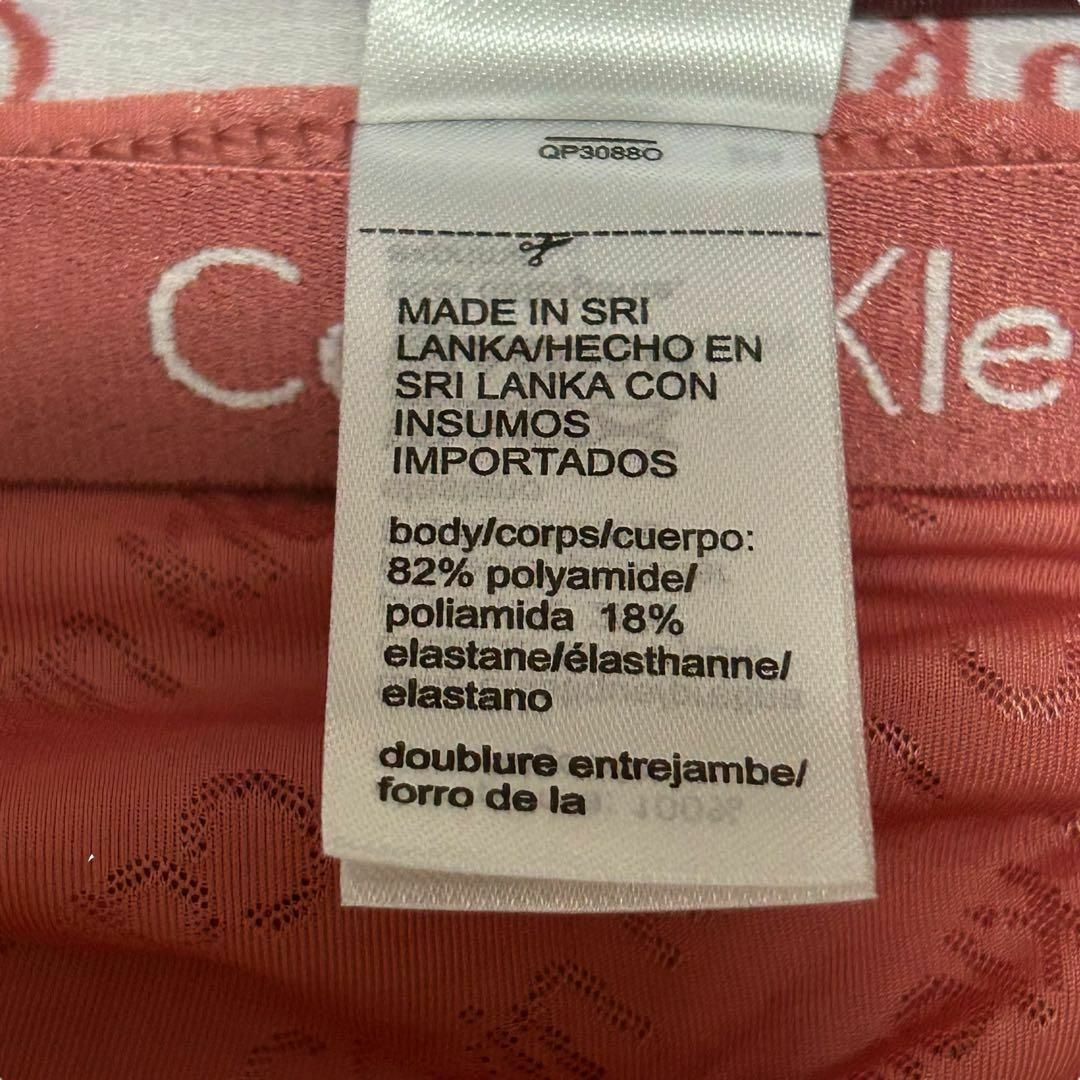 QP3088O
MADE IN SRI
LANKA/HECHO EN
SRI LANKA CON
INSUMOS
IMPORTADOS
body/corps/cuerpo:
82% polyamide/
poliamida 18%
elastane/élasthanne/
elastano
doublure entrejambe/
forro de la
C Kle